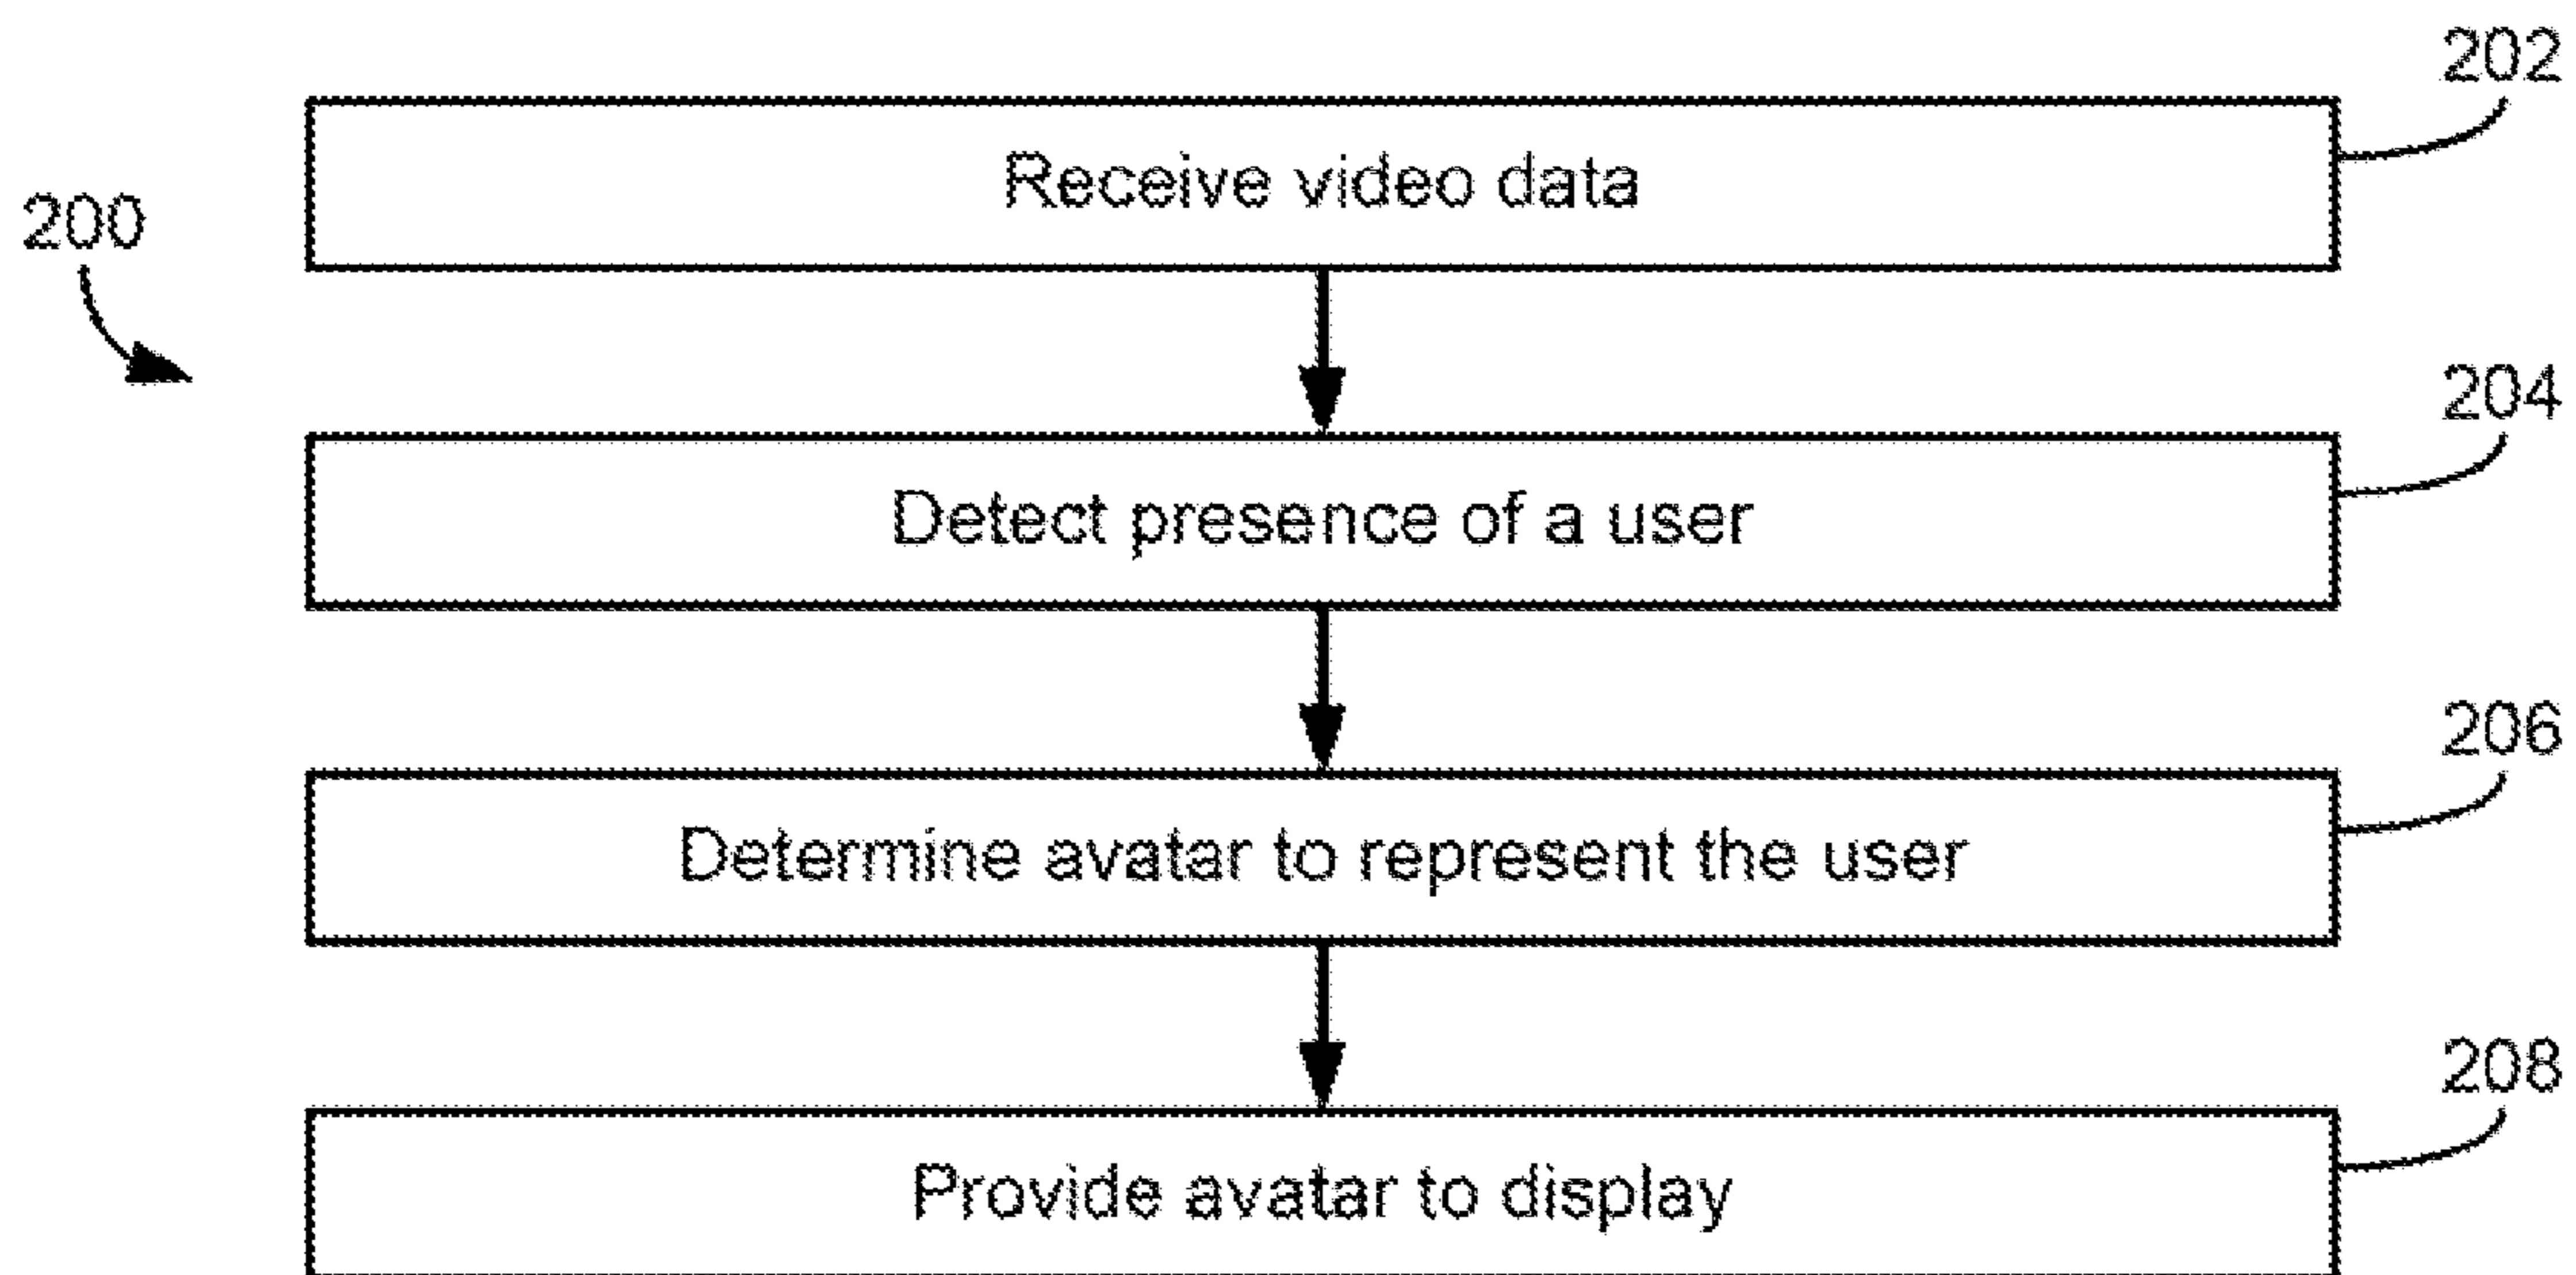 202
Receive video data
200
204
Detect presence of a user
206
Determine avatar to represent the user
208
Provide avatar to display